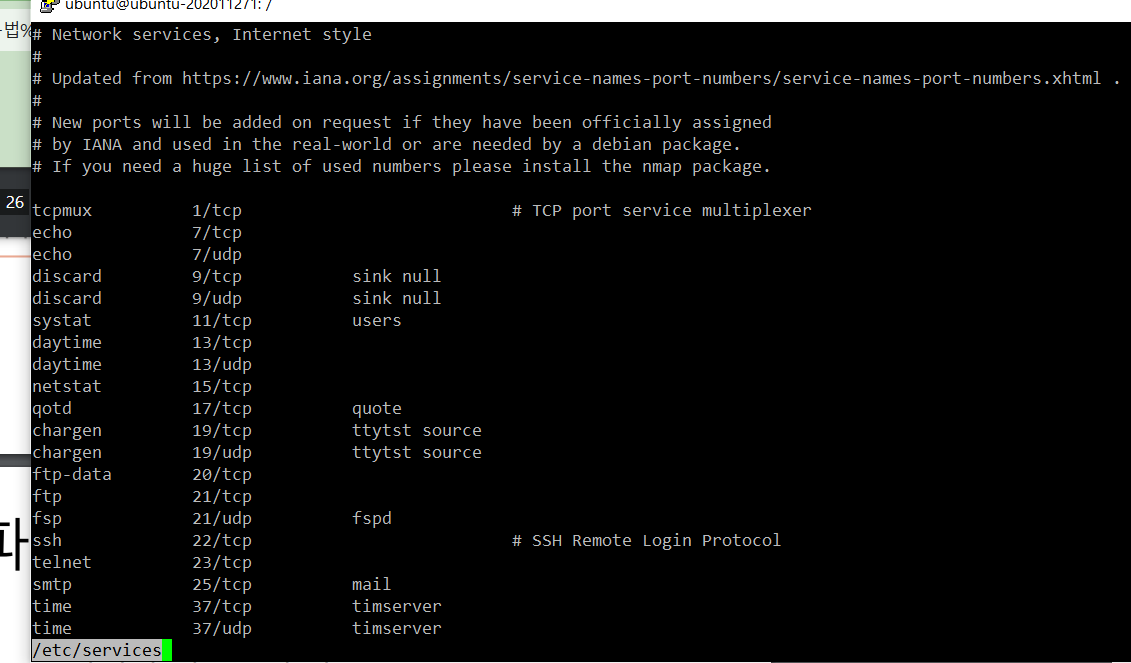 ubuntu@ubuntu-202011271: /
법%
# Network services, Internet style
#
# Updated from https://www.iana.org/assignments/service-names-port-numbers/service-names-port-numbers.xhtml .
#
# New ports will be added on request if they have been officially assigned
# by IANA and used in the real-world or are needed by a debian package.
# If you need a huge list of used numbers please install the nmap package.
26
tcpmux 1/tcp # TCP port service multiplexer
echo 7/tcp
echo 7/udp
discard 9/tcp sink null
discard 9/udp sink null
systat 11/tcp users
daytime 13/tcp
daytime 13/udp
netstat 15/tcp
qotd 17/tcp quote
chargen 19/tcp ttytst source
chargen 19/udp ttytst source
ftp-data 20/tcp
ftp 21/tcp
fsp 21/udp fspd
ssh 22/tcp # SSH Remote Login Protocol
telnet 23/tcp
smtp 25/tcp mail
time 37/tcp timserver
time 37/udp timserver
/etc/services